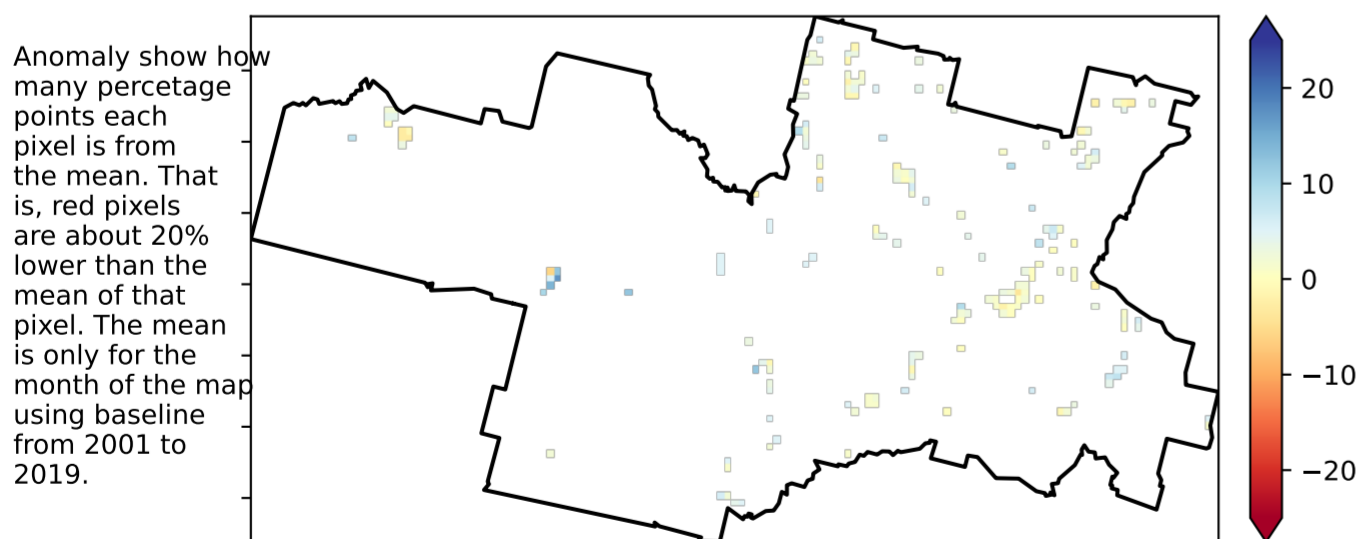 Anomaly show how
many percetage
points each
pixel is from
the mean. That
is, red pixels
are about 20%
lower than the
mean of that
pixel. The mean
is only for the
month of the map
using baseline
from 2001 to
2019.
20
10
0
−10
−20